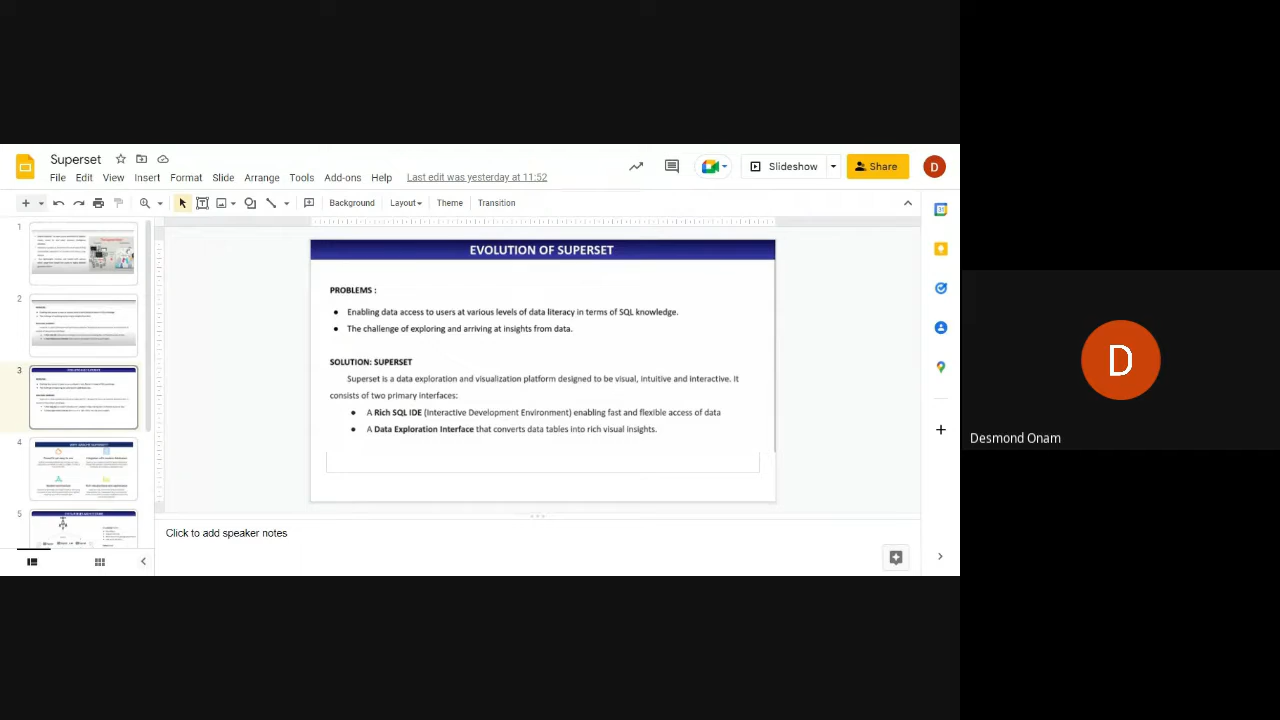 Superset
File Edit View Insert Format Slide Arrange Tools Add-ons Help Last edit was yesterday at 11:52
Slideshow
Share
D
Background Layout Theme Transition
1
2
3
4
5
EVOLUTION OF SUPERSET
PROBLEMS :
● Enabling data access to users at various levels of data literacy in terms of SQL knowledge.
● The challenge of exploring and arriving at insights from data.
SOLUTION: SUPERSET
Superset is a data exploration and visualization platform designed to be visual, intuitive and interactive. It
consists of two primary interfaces:
● A Rich SQL IDE (Interactive Development Environment) enabling fast and flexible access of data
● A Data Exploration Interface that converts data tables into rich visual insights.
Click to add speaker notes
D
Desmond Onam